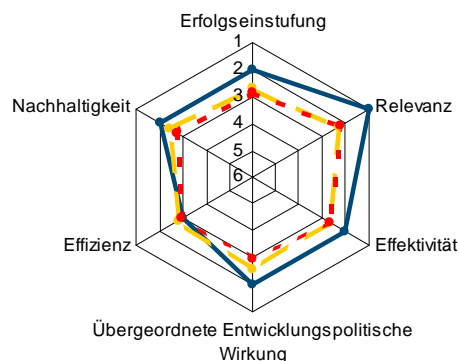 Erfolgseinstufung
1
2
3
4
5
6
Nachhaltigkeit
Relevanz
Effizienz
Effektivität
Übergeordnete Entwicklungspolitische
Wirkung